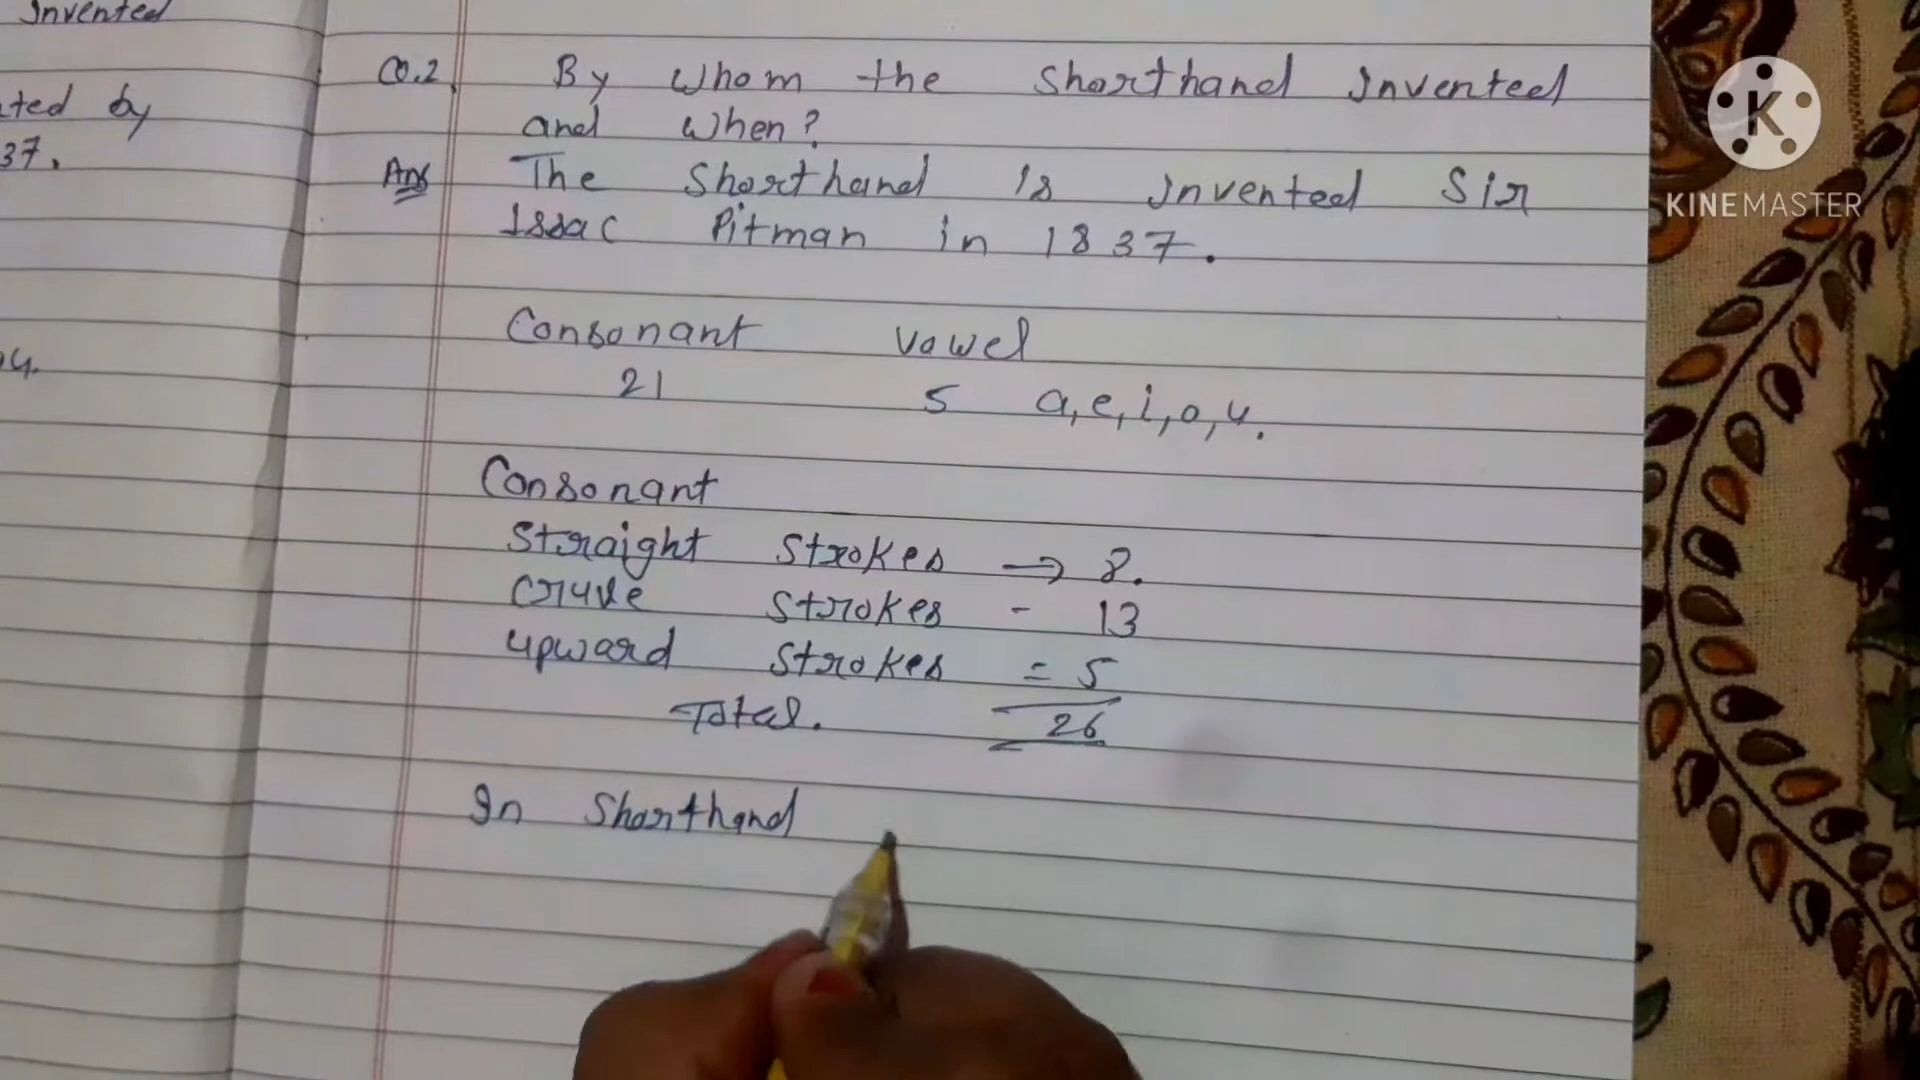 Invented
ted by
37.
Q.2. By whom the Shorthand Invented
and when?
Ans The Shorthand is Invented Sir
Issac Pitman in 1837.
Consonant Vowel
21 5 a,e,i,o,u.
Consonant
Straight Strokes → 8.
Cruve Strokes - 13
upward Strokes = 5
Total. 26
In Shorthand
K
KINEMASTER